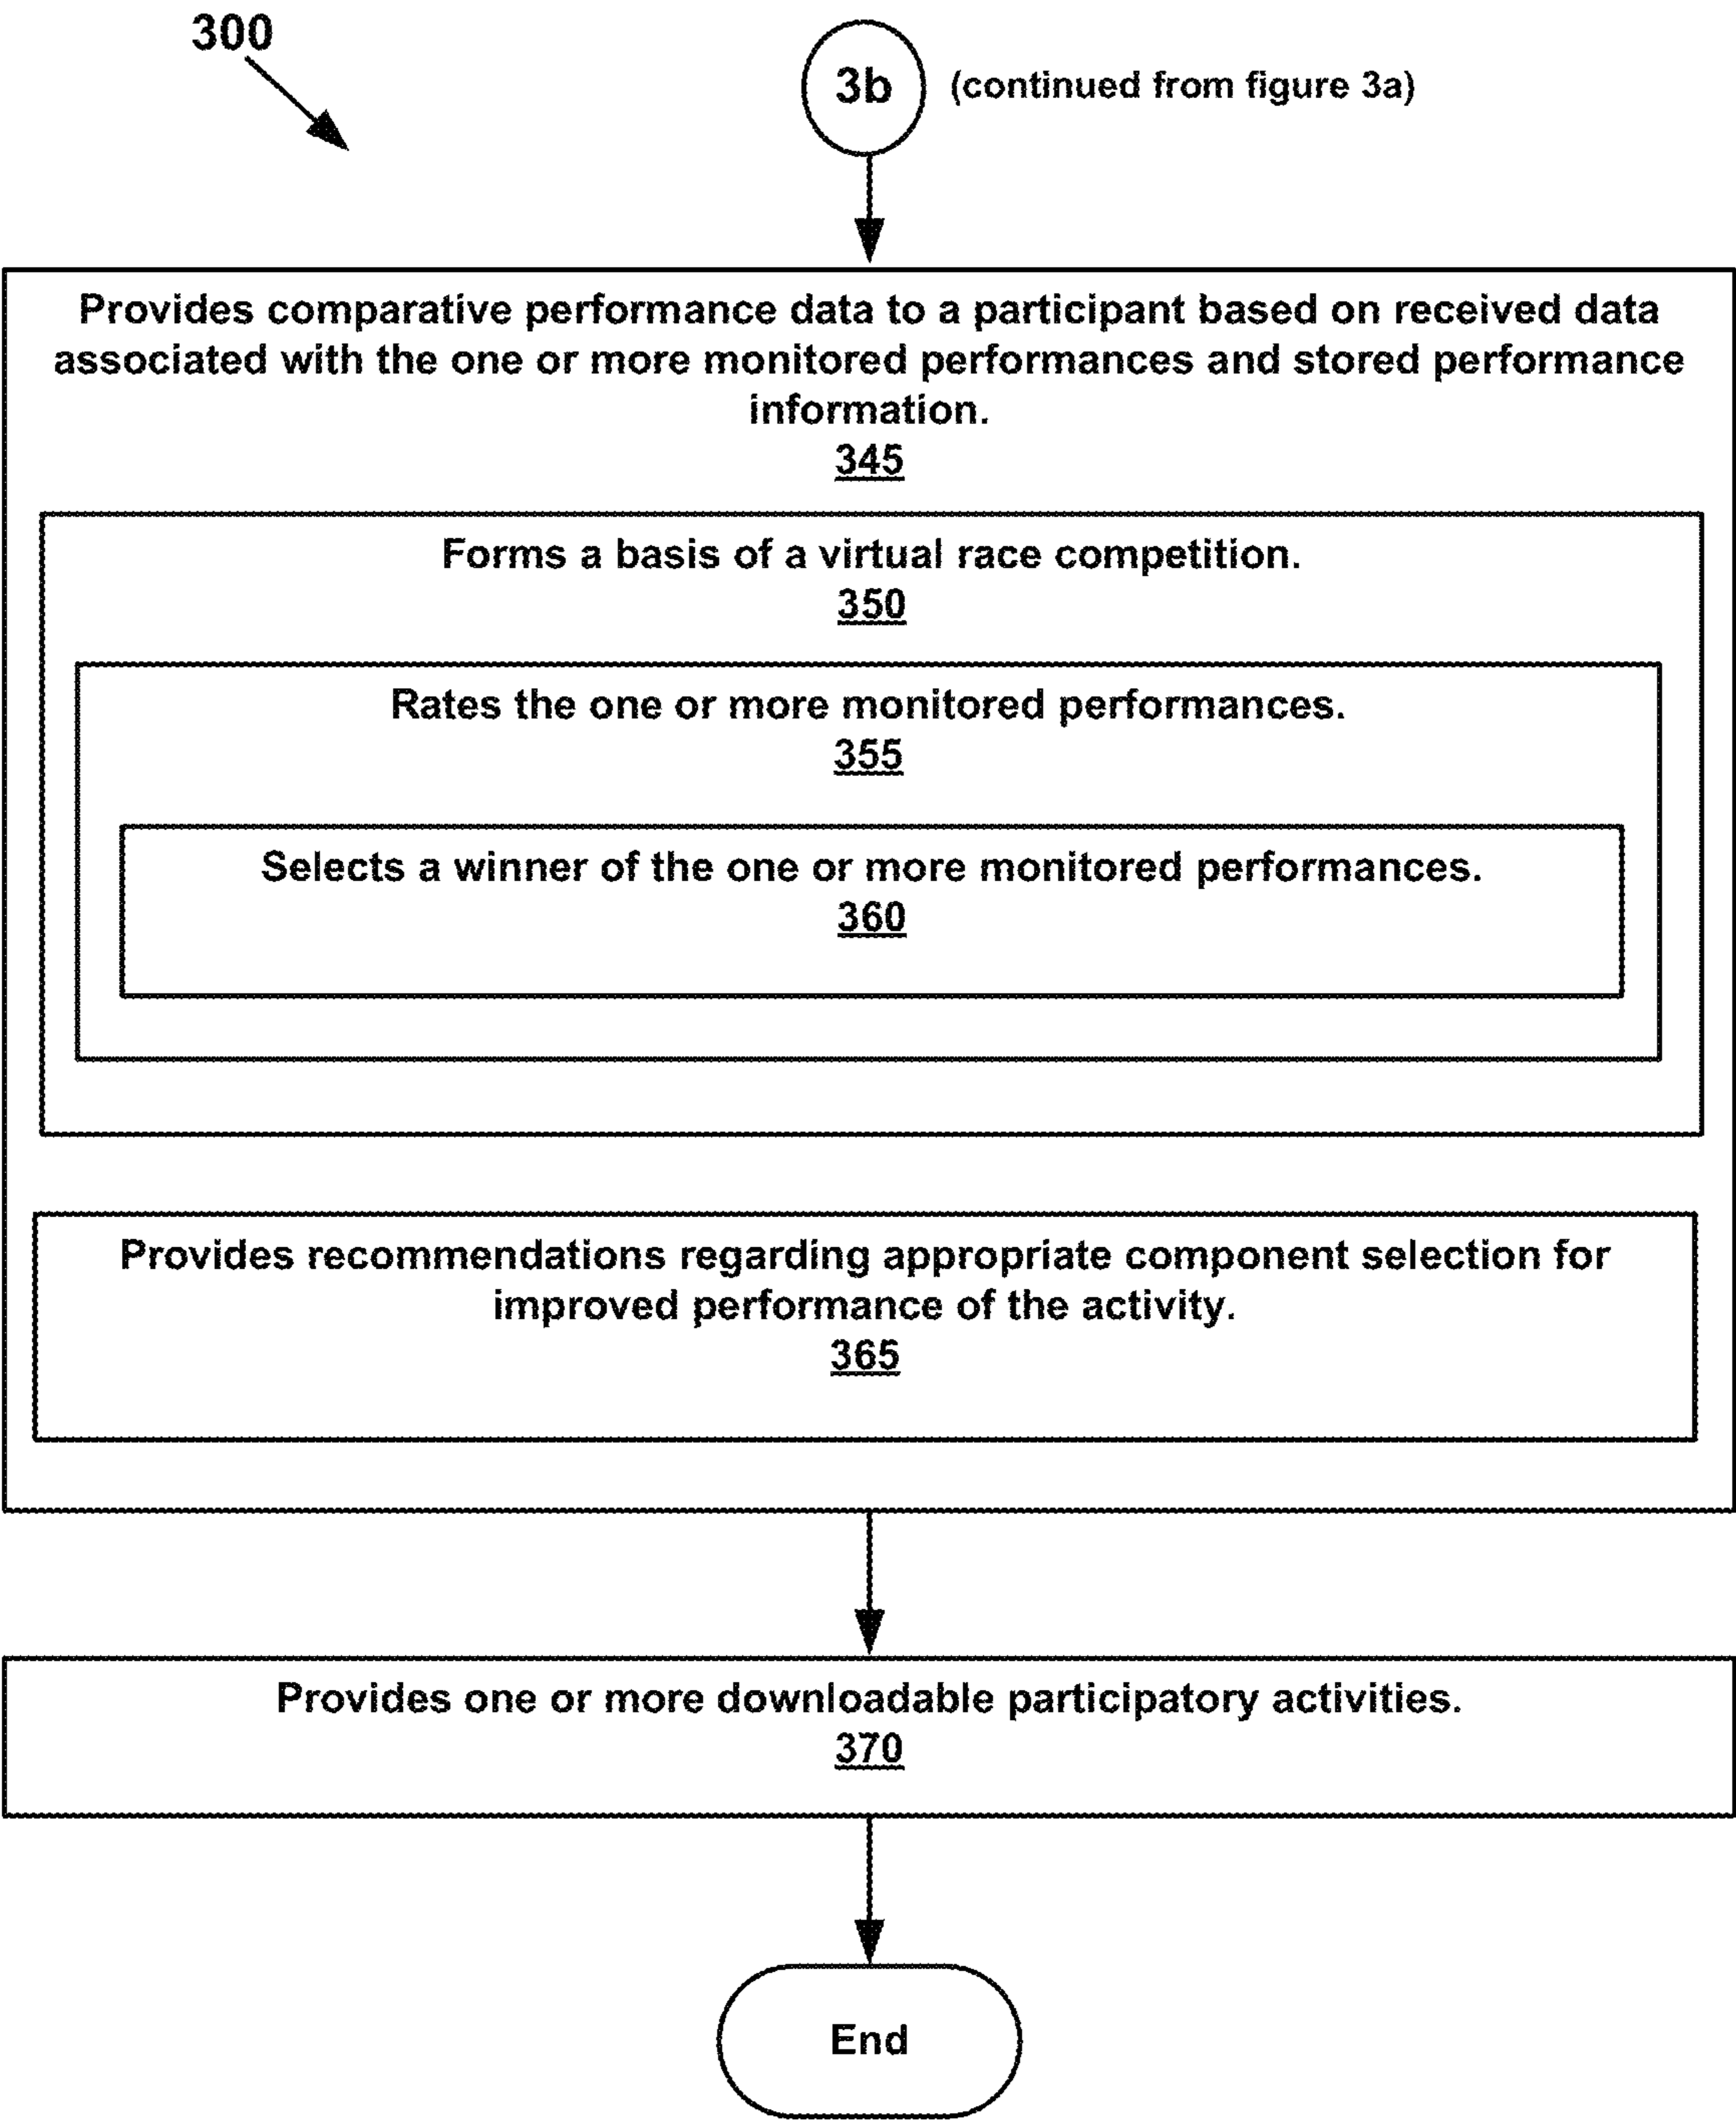 300
3b
(continued from figure 3a)
Provides comparative performance data to a participant based on received data
associated with the one or more monitored performances and stored performance
information.
345
Forms a basis of a virtual race competition.
350
Rates the one or more monitored performances.
355
Selects a winner of the one or more monitored performances.
360
Provides recommendations regarding appropriate component selection for
improved performance of the activity.
365
Provides one or more downloadable participatory activities.
370
End